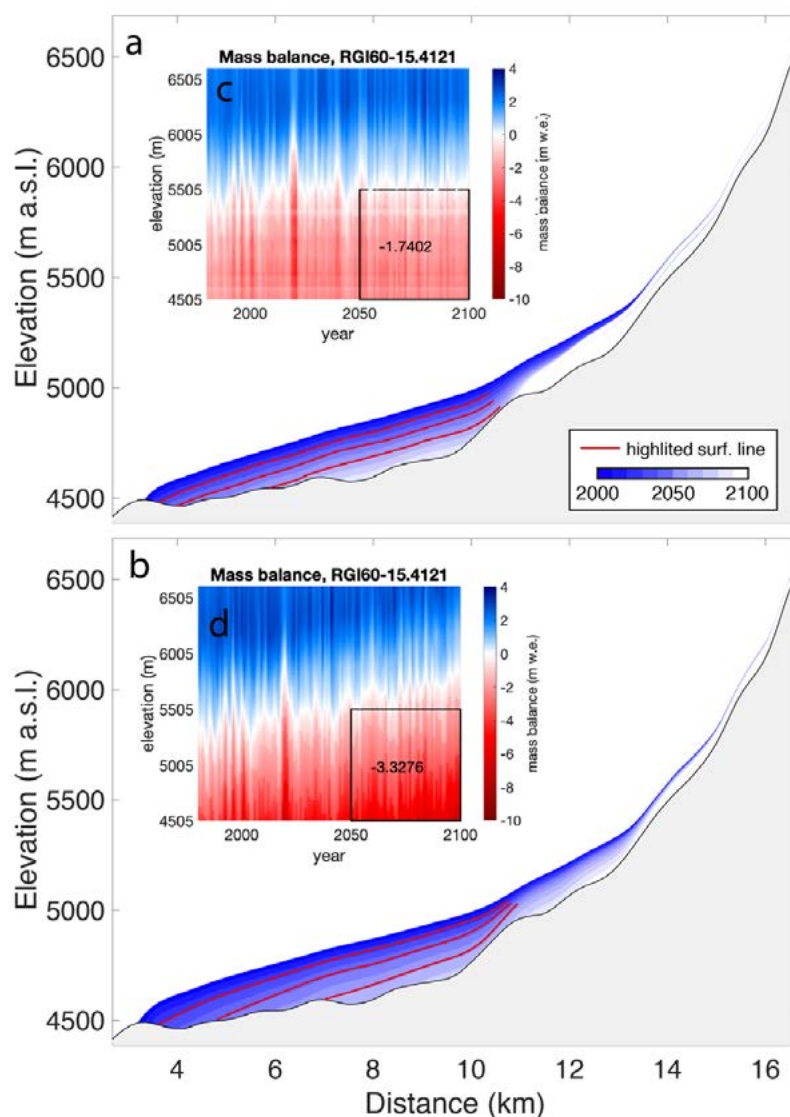 a
6500
6000
5500
5000
4500
Elevation (m a.s.l.)
Mass balance, RGI60-15.4121
c
6505
6005
5505
5005
4505
elevation (m)
-1.7402
2000
2050
2100
year
4
2
0
-2
-4
-6
-8
-10
mass balance (m w.e.)
highlited surf. line
2000
2050
2100
b
6500
6000
5500
5000
4500
Elevation (m a.s.l.)
Mass balance, RGI60-15.4121
d
6505
6005
5505
5005
4505
elevation (m)
-3.3276
2000
2050
2100
year
4
2
0
-2
-4
-6
-8
-10
mass balance (m w.e.)
4 6 8 10 12 14 16
Distance (km)